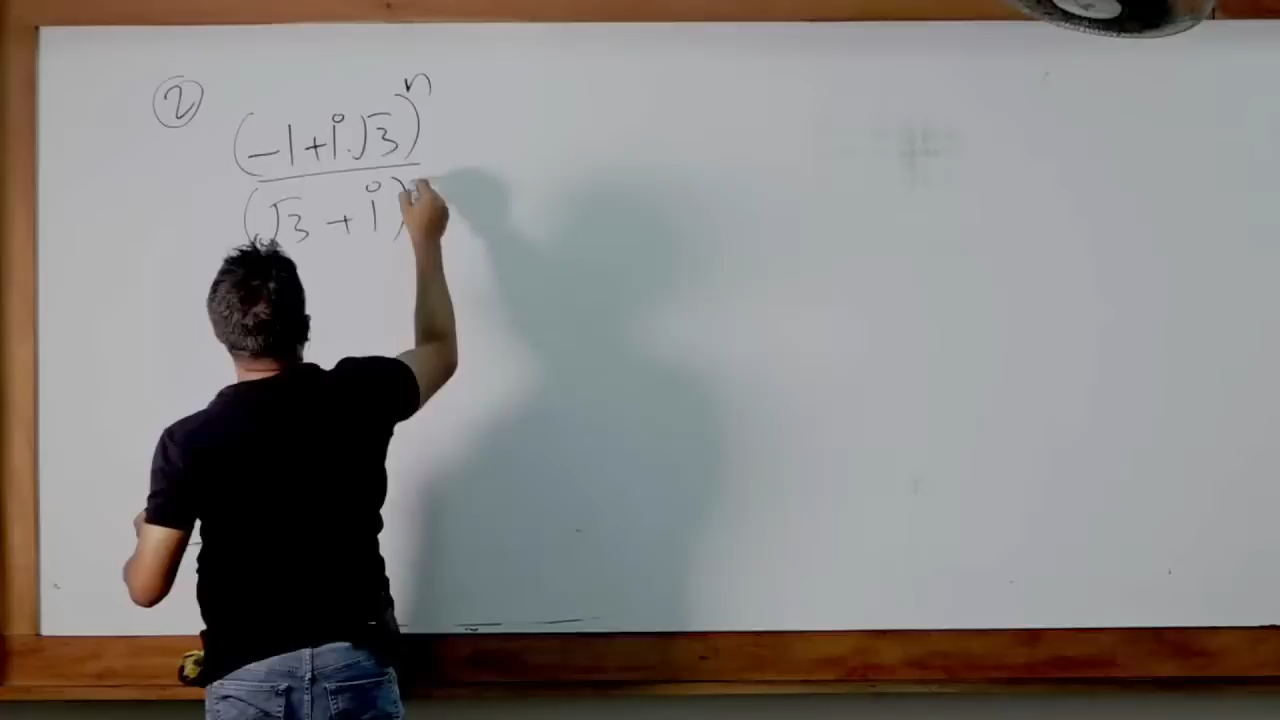 ②
(-1+i√3)ⁿ
(√3 + i)